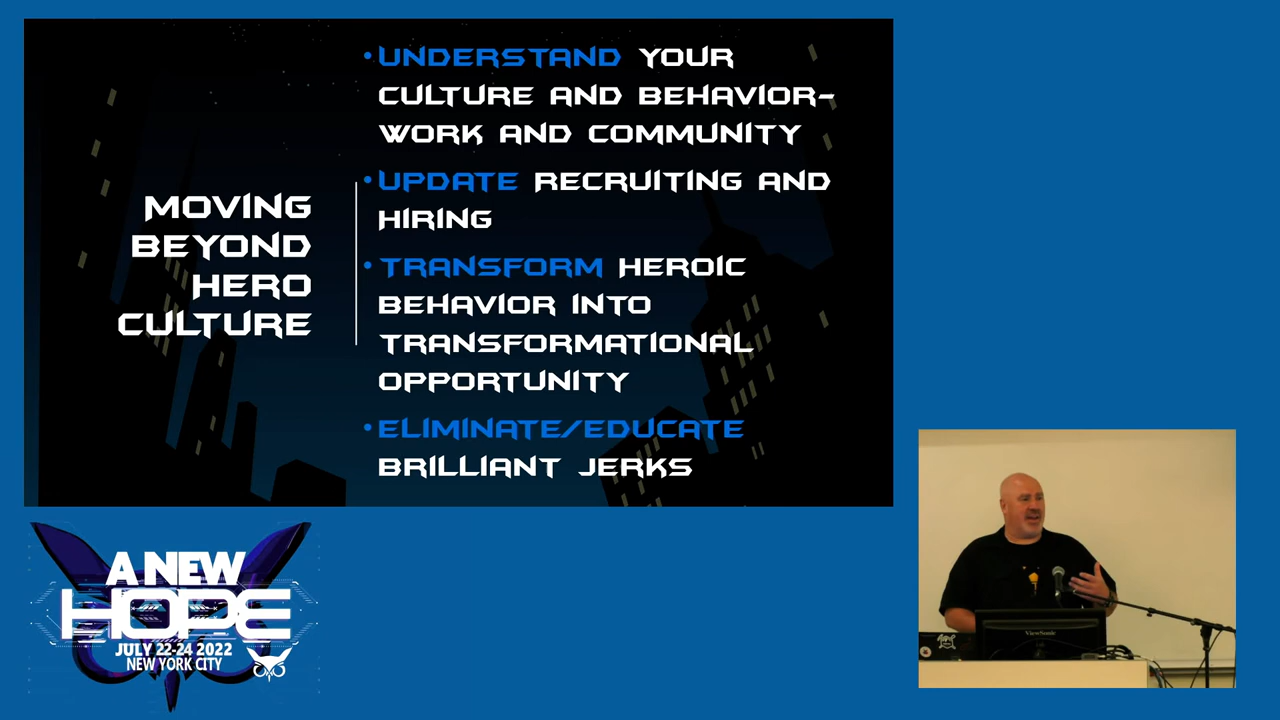 MOVING
BEYOND
HERO
CULTURE
• UNDERSTAND YOUR
CULTURE AND BEHAVIOR-
WORK AND COMMUNITY
• UPDATE RECRUITING AND
HIRING
• TRANSFORM HEROIC
BEHAVIOR INTO
TRANSFORMATIONAL
OPPORTUNITY
• ELIMINATE/EDUCATE
BRILLIANT JERKS
A NEW
HOPE
JULY 22-24 2022
NEW YORK CITY
ViewSonic